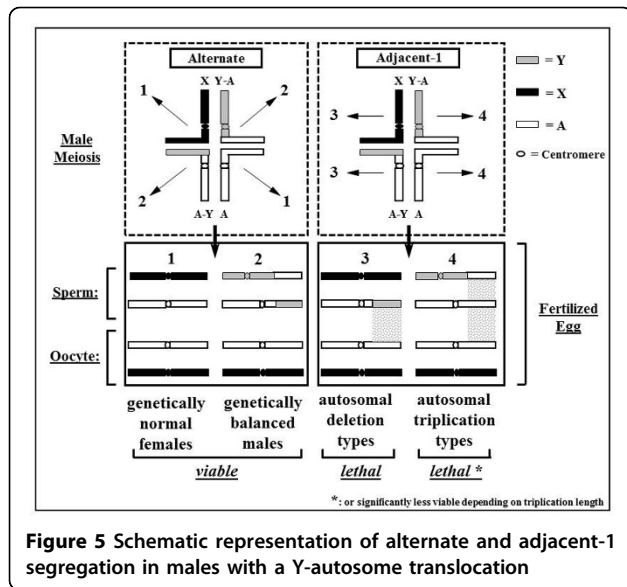 Alternate
Adjacent-1
X Y-A
X Y-A
1
2
2
1
3
4
3
4
A-Y A
A-Y A
Male
Meiosis
= Y
= X
= A
= Centromere
1
2
3
4
Sperm:
Oocyte:
Fertilized
Egg
genetically
normal
females
genetically
balanced
males
autosomal
deletion
types
autosomal
triplication
types
viable
lethal
lethal *
*: or significantly less viable depending on triplication length
Figure 5 Schematic representation of alternate and adjacent-1
segregation in males with a Y-autosome translocation